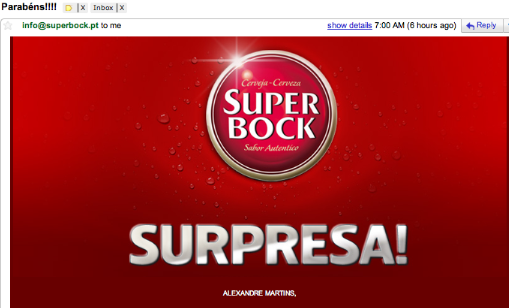 Parabéns!!!! X Inbox X
info@superbock.pt to me show details 7:00 AM (6 hours ago) Reply
Cerveja - Cerveza
SUPER
BOCK
Sabor Autentico
SURPRESA!
ALEXANDRE MARTINS,